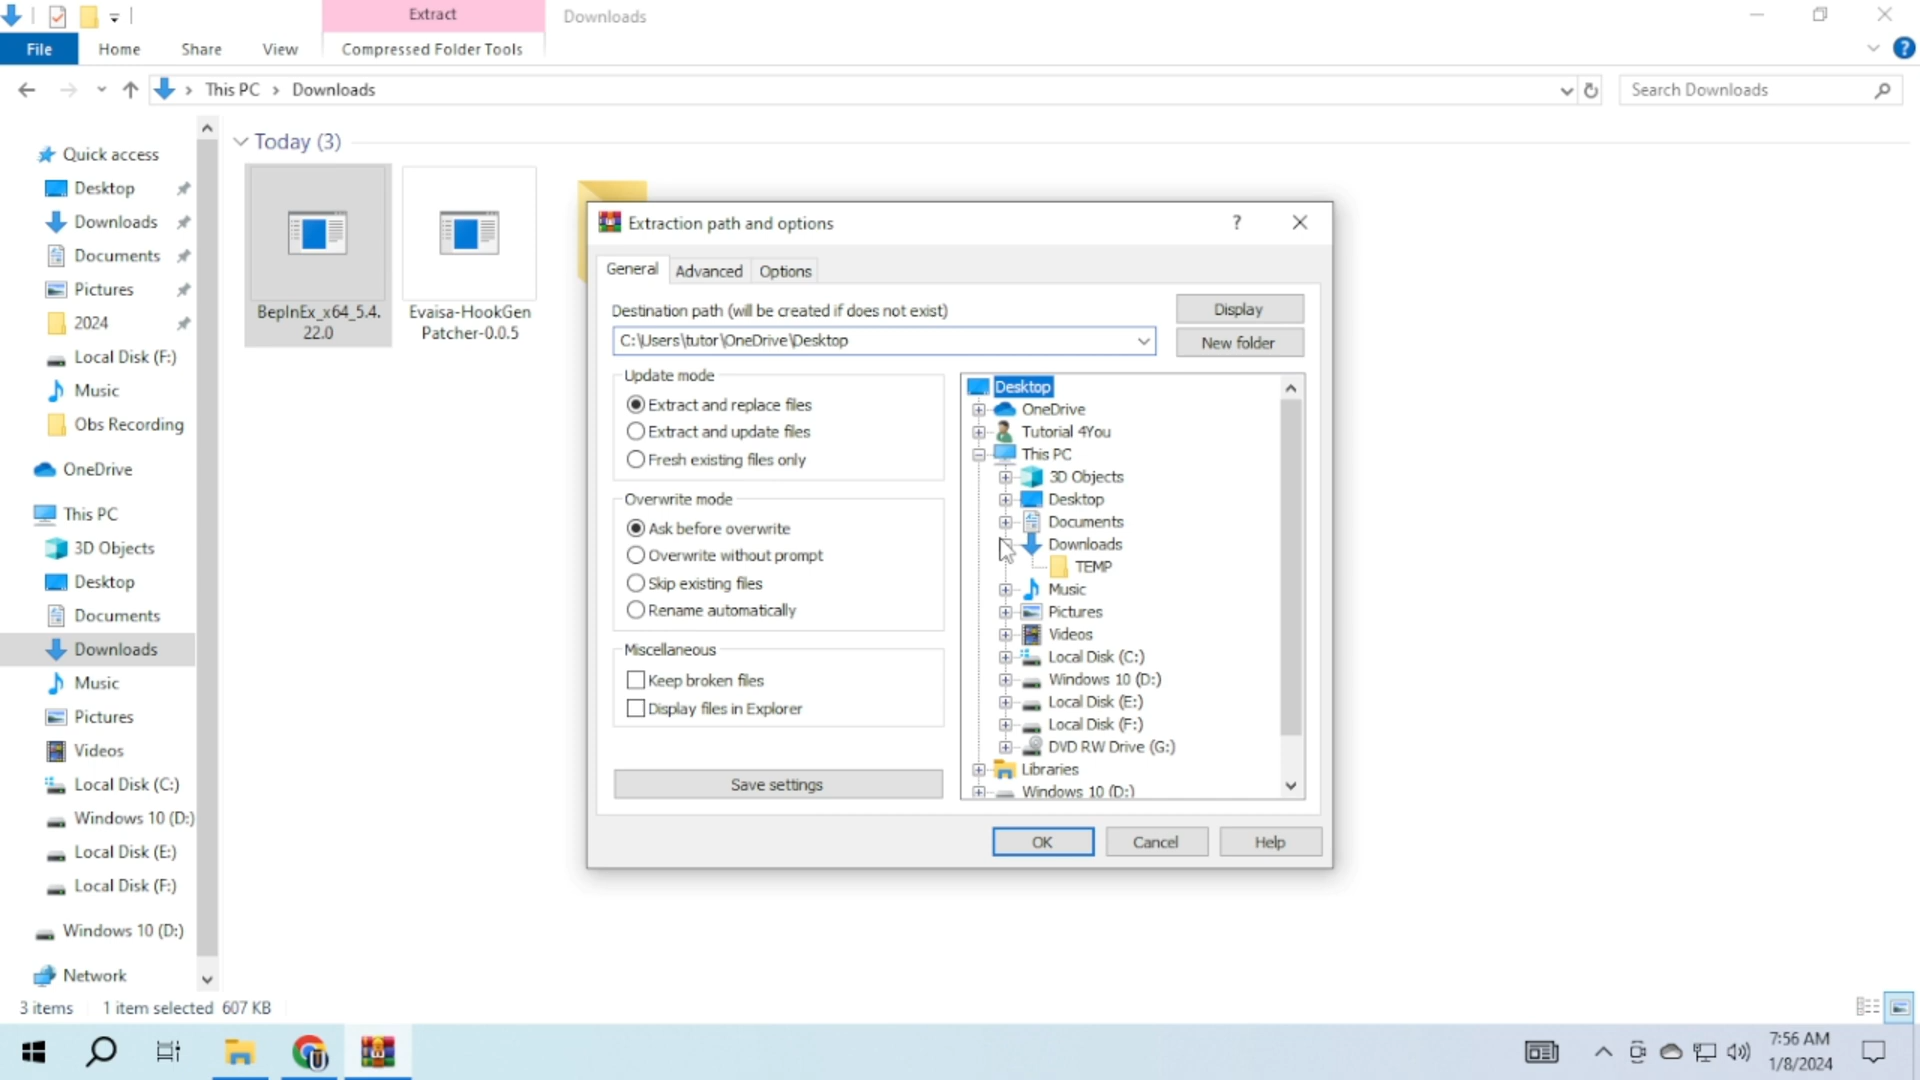 Extract
Downloads
File
Home
Share
View
Compressed Folder Tools
?
This PC
Downloads
Search Downloads
Quick access
Desktop
Downloads
Documents
Pictures
2024
Local Disk (F:)
Music
Obs Recording
OneDrive
This PC
3D Objects
Desktop
Documents
Downloads
Music
Pictures
Videos
Local Disk (C:)
Windows 10 (D:)
Local Disk (E:)
Local Disk (F:)
Windows 10 (D:)
Network
Today (3)
BepInEx_x64_5.4.
22.0
Evaisa-HookGen
Patcher-0.0.5
Extraction path and options
?
General
Advanced
Options
Destination path (will be created if does not exist)
C:\Users\tutor\OneDrive\Desktop
Display
New folder
Update mode
Extract and replace files
Extract and update files
Fresh existing files only
Overwrite mode
Ask before overwrite
Overwrite without prompt
Skip existing files
Rename automatically
Miscellaneous
Keep broken files
Display files in Explorer
Save settings
Desktop
OneDrive
Tutorial 4You
This PC
3D Objects
Desktop
Documents
Downloads
TEMP
Music
Pictures
Videos
Local Disk (C:)
Windows 10 (D:)
Local Disk (E:)
Local Disk (F:)
DVD RW Drive (G:)
Libraries
Windows 10 (D:)
OK
Cancel
Help
3 items
1 item selected 607 KB
7:56 AM
1/8/2024